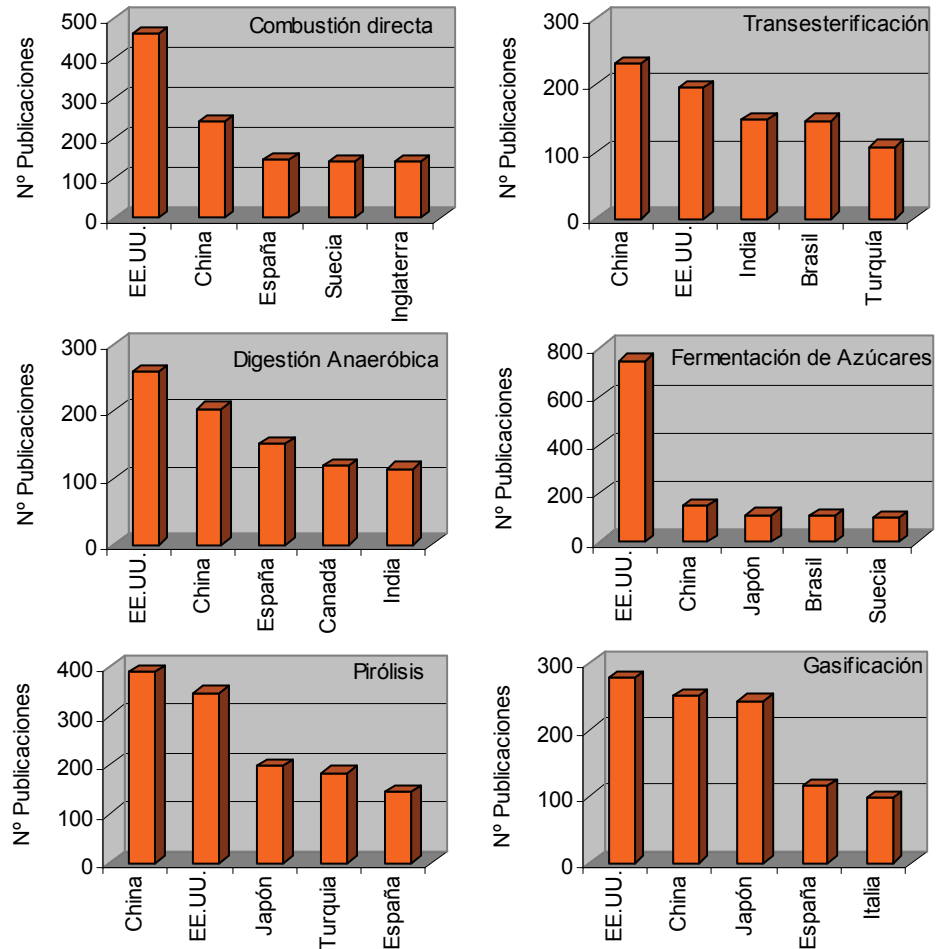 Combustión directa
Nº Publicaciones
500
400
300
200
100
0
EE.UU.
China
España
Suecia
Inglaterra
Transesterificación
Nº Publicaciones
300
200
100
0
China
EE.UU.
India
Brasil
Turquía
Digestión Anaeróbica
Nº Publicaciones
300
200
100
0
EE.UU.
China
España
Canadá
India
Fermentación de Azúcares
Nº Publicaciones
800
600
400
200
0
EE.UU.
China
Japón
Brasil
Suecia
Pirólisis
Nº Publicaciones
400
300
200
100
0
China
EE.UU.
Japón
Turquia
España
Gasificación
Nº Publicaciones
300
200
100
0
EE.UU.
China
Japón
España
Italia